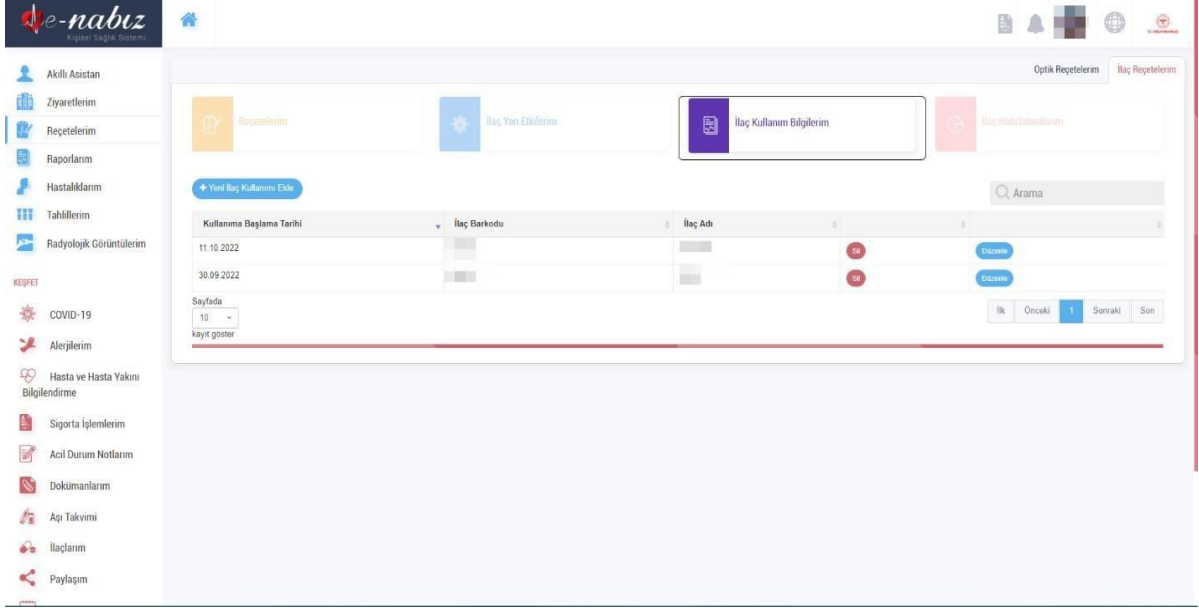 e-nabız
Kişisel Sağlık Sistemi
Akıllı Asistan
Ziyaretlerim
Reçetelerim
Raporlarım
Hastalıklarım
Tahlillerim
Radyolojik Görüntülerim
KEŞFET
COVID-19
Alerjilerim
Hasta ve Hasta Yakını
Bilgilendirme
Sigorta İşlemlerim
Acil Durum Notlarım
Dokümanlarım
Aşı Takvimi
İlaçlarım
Paylaşım
Optik Reçetelerim İlaç Reçetelerim
Reçetelerim İlaç Yan Etkilerim İlaç Kullanım Bilgilerim İlaç Hatırlatmalarım
+ Yeni İlaç Kullanımı Ekle
Arama
Kullanıma Başlama Tarihi İlaç Barkodu İlaç Adı
11.10.2022 Sil Düzenle
30.09.2022 Sil Düzenle
Sayfada
10
kayıt göster
İlk Önceki 1 Sonraki Son